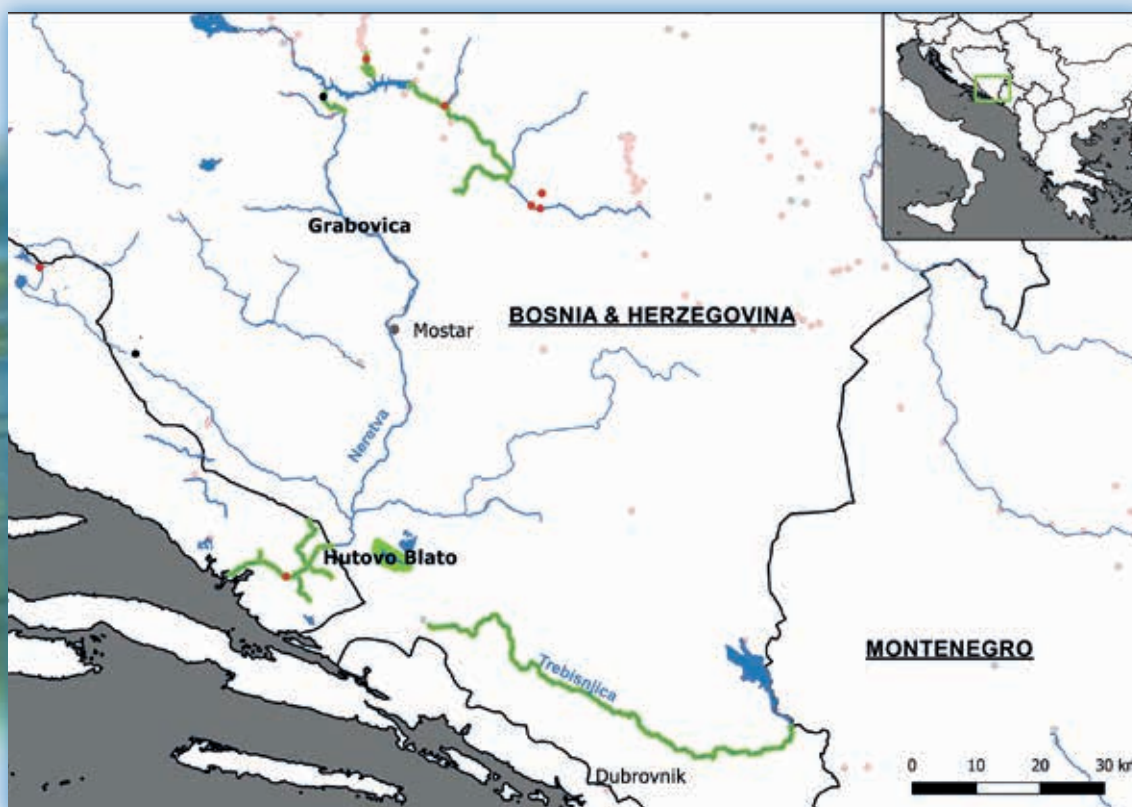 Grabovica
BOSNIA & HERZEGOVINA
Mostar
Neretva
Hutovo Blato
Trebisnjica
MONTENEGRO
Dubrovnik
0 10 20 30 km